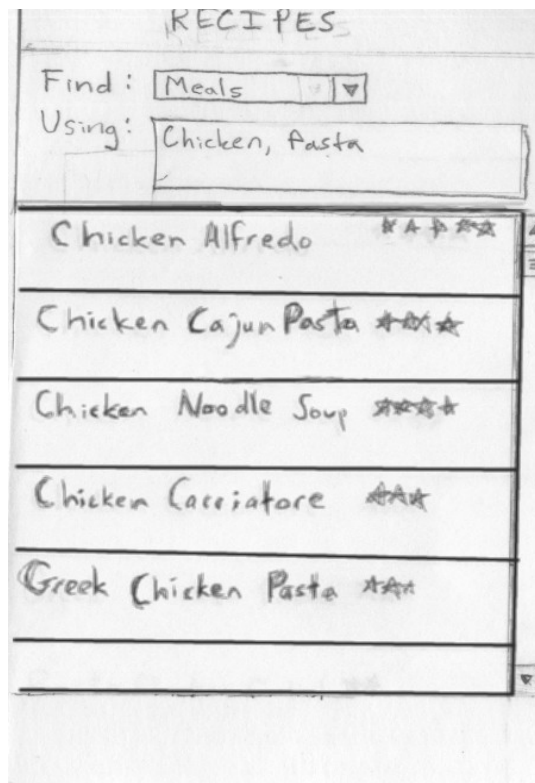 RECIPES
Find: Meals
Using: Chicken, Pasta
Chicken Alfredo
Chicken Cajun Pasta
Chicken Noodle Soup
Chicken Cacciatore
Greek Chicken Pasta